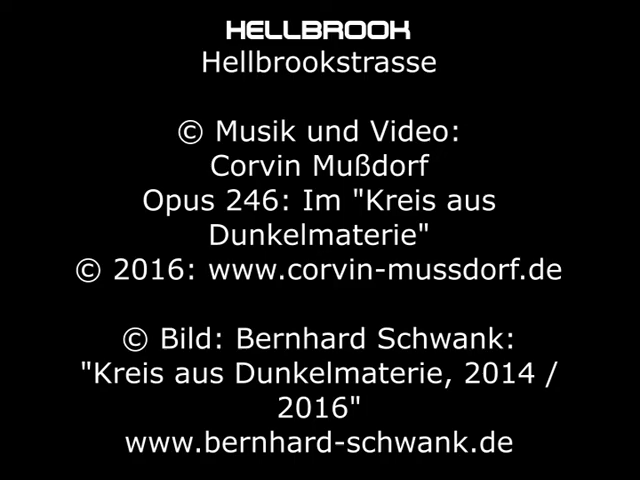 HELLBROOK
Hellbrookstrasse
© Musik und Video:
Corvin Mußdorf
Opus 246: Im "Kreis aus
Dunkelmaterie"
© 2016: www.corvin-mussdorf.de
© Bild: Bernhard Schwank:
"Kreis aus Dunkelmaterie, 2014 /
2016"
www.bernhard-schwank.de